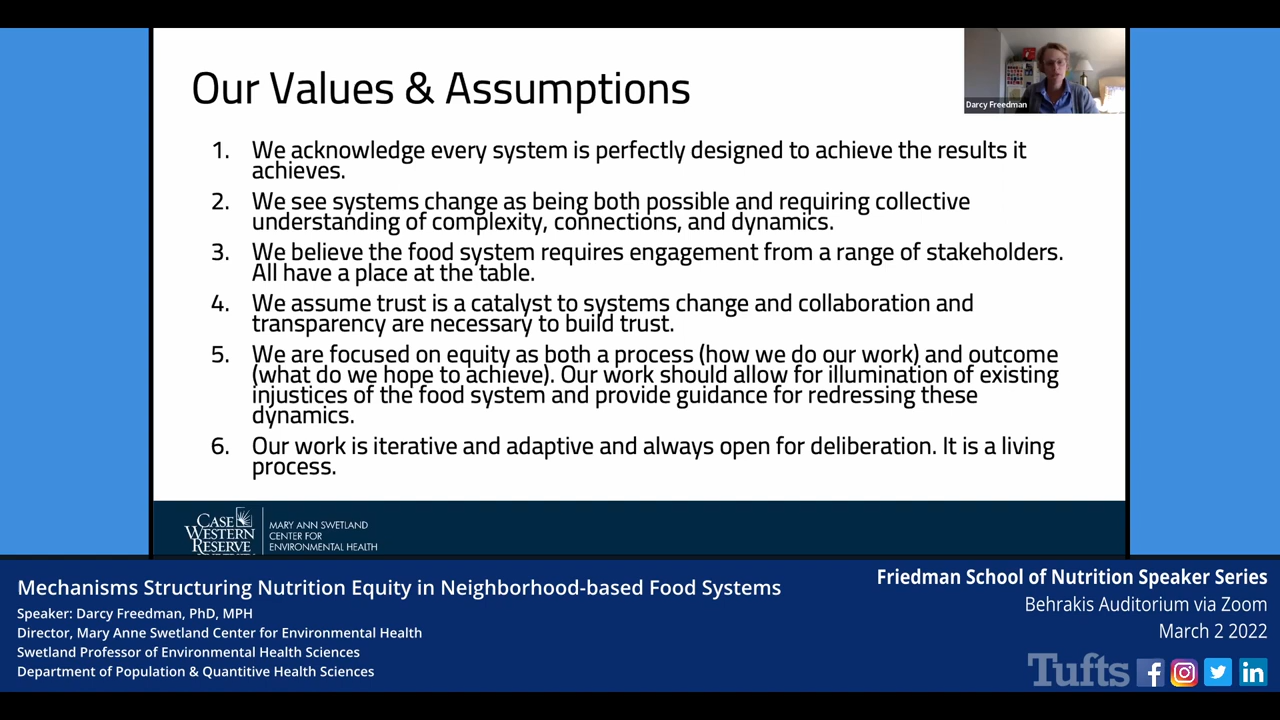 Our Values & Assumptions
Darcy Freedman
1. We acknowledge every system is perfectly designed to achieve the results it
achieves.
2. We see systems change as being both possible and requiring collective
understanding of complexity, connections, and dynamics.
3. We believe the food system requires engagement from a range of stakeholders.
All have a place at the table.
4. We assume trust is a catalyst to systems change and collaboration and
transparency are necessary to build trust.
5. We are focused on equity as both a process (how we do our work) and outcome
(what do we hope to achieve). Our work should allow for illumination of existing
injustices of the food system and provide guidance for redressing these
dynamics.
6. Our work is iterative and adaptive and always open for deliberation. It is a living
process.
CASE
WESTERN
RESERVE
MARY ANN SWETLAND
CENTER FOR
ENVIRONMENTAL HEALTH
Mechanisms Structuring Nutrition Equity in Neighborhood-based Food Systems
Speaker: Darcy Freedman, PhD, MPH
Director, Mary Anne Swetland Center for Environmental Health
Swetland Professor of Environmental Health Sciences
Department of Population & Quantitative Health Sciences
Friedman School of Nutrition Speaker Series
Behrakis Auditorium via Zoom
March 2 2022
Tufts